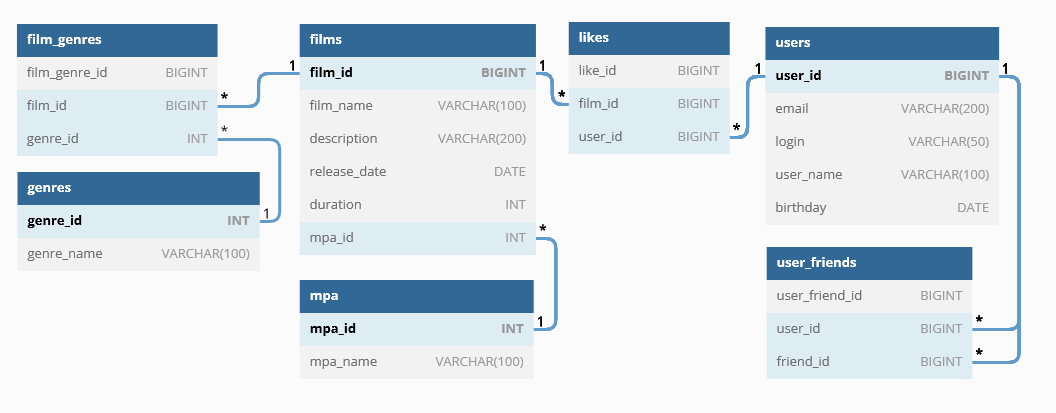 film_genres
film_genre_id BIGINT
film_id BIGINT *
genre_id INT *
genres
genre_id INT 1
genre_name VARCHAR(100)
films
1 film_id BIGINT 1
film_name VARCHAR(100)
description VARCHAR(200)
release_date DATE
duration INT
mpa_id INT *
mpa
mpa_id INT 1
mpa_name VARCHAR(100)
likes
like_id BIGINT
* film_id BIGINT
user_id BIGINT *
users
1 user_id BIGINT 1
email VARCHAR(200)
login VARCHAR(50)
user_name VARCHAR(100)
birthday DATE
user_friends
user_friend_id BIGINT
user_id BIGINT *
friend_id BIGINT *